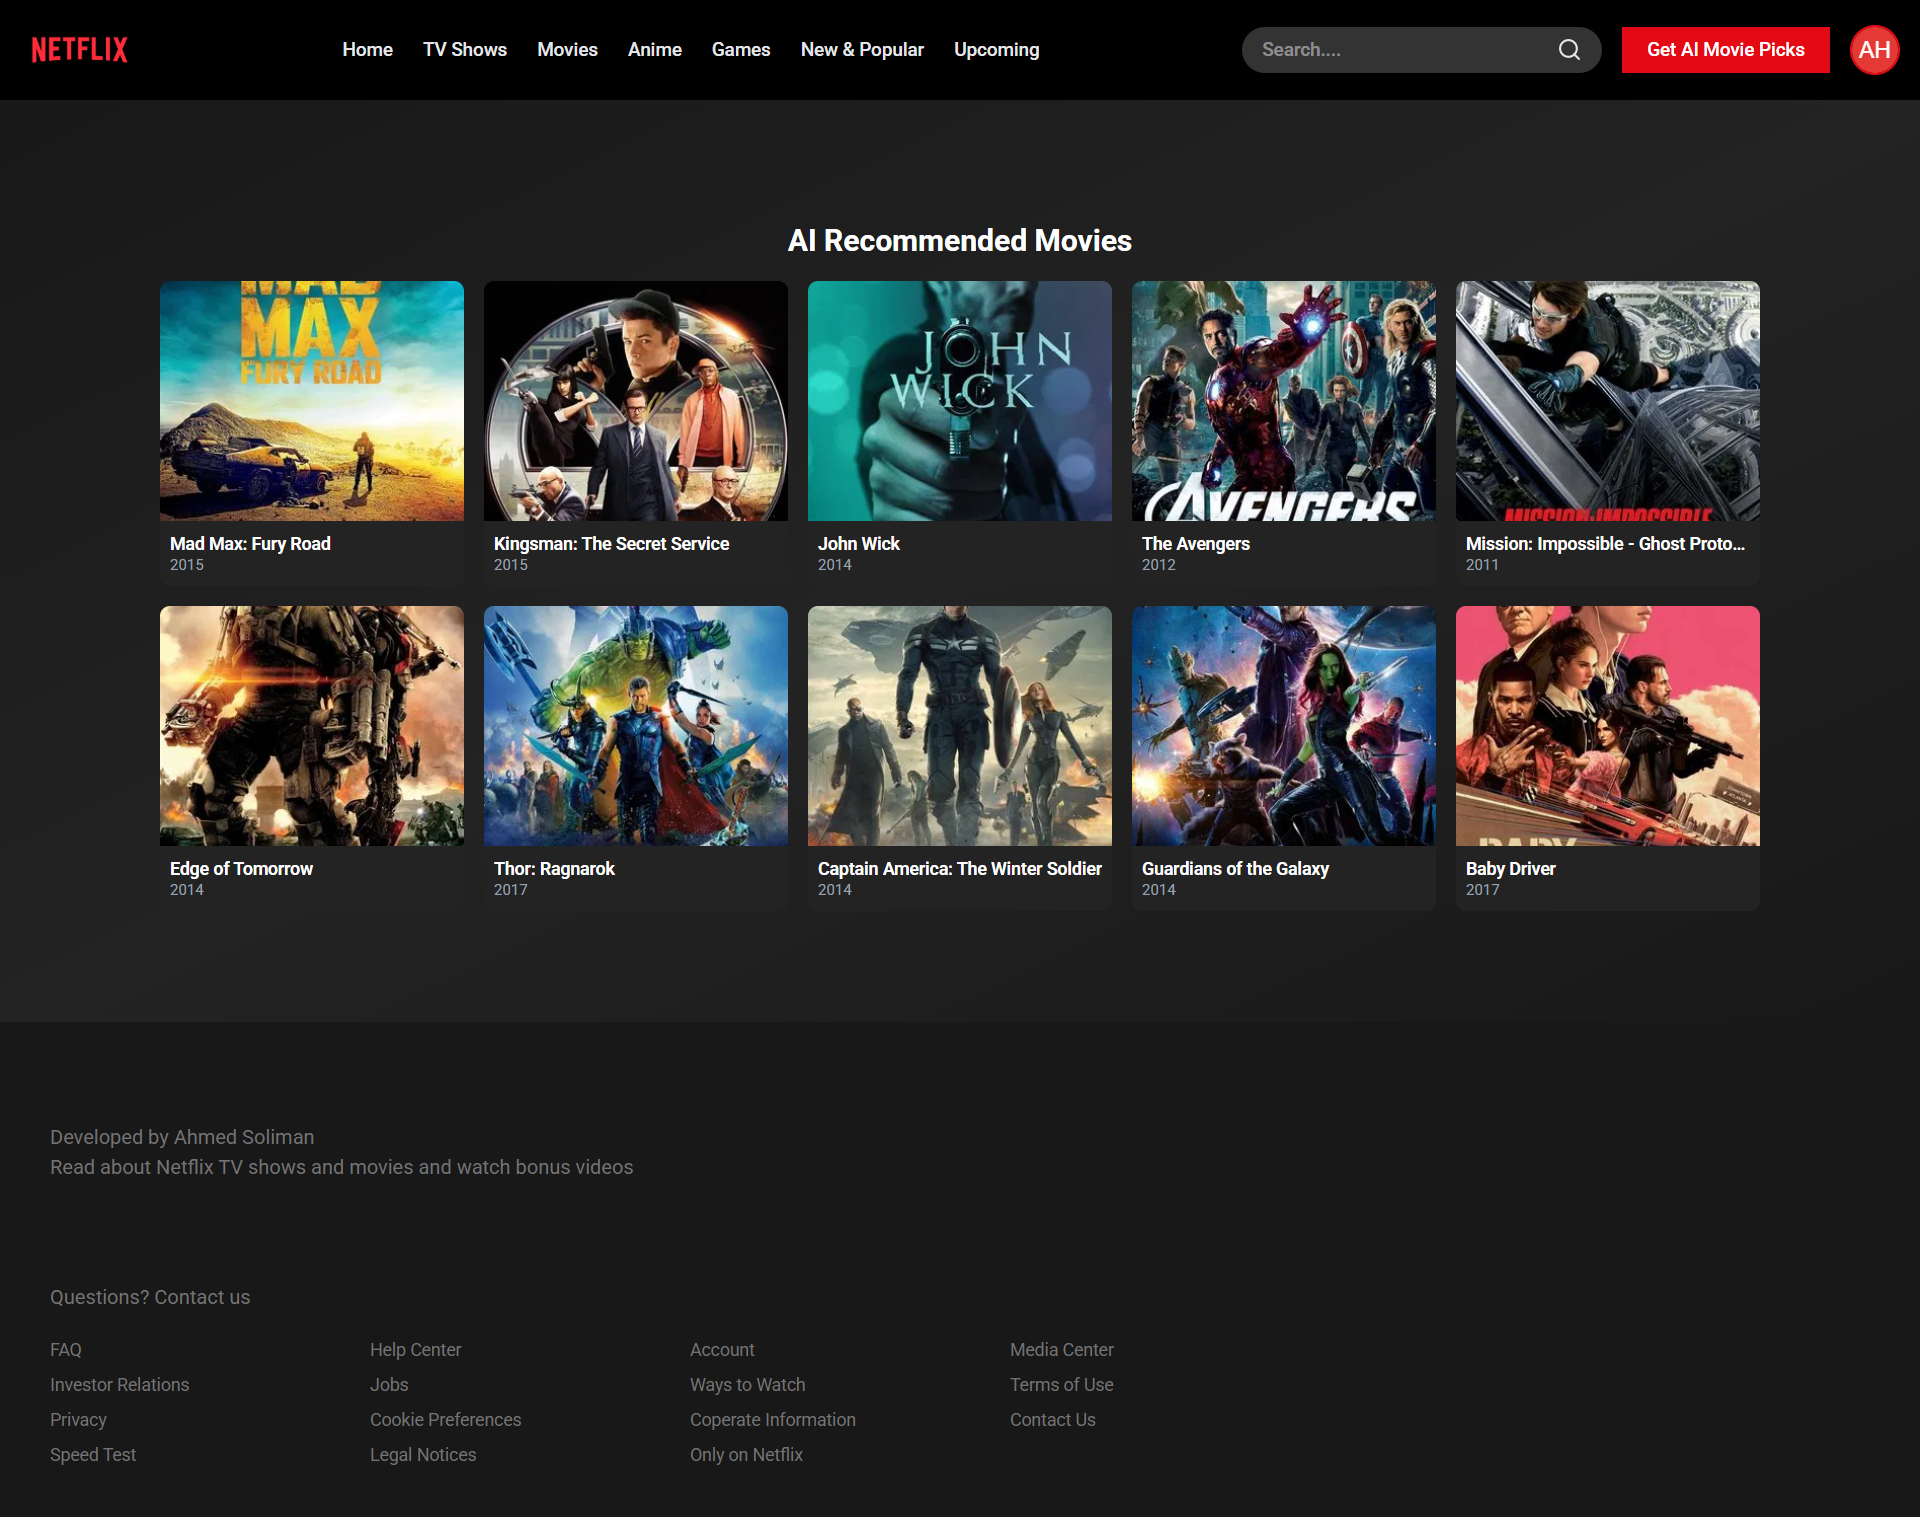 NETFLIX
Home TV Shows Movies Anime Games New & Popular Upcoming
Search....
Get AI Movie Picks
AH
AI Recommended Movies
MAD
MAX
FURY ROAD
JOHN
WICK
AVENGERS
MISSION: IMPOSSIBLE
Mad Max: Fury Road
2015
Kingsman: The Secret Service
2015
John Wick
2014
The Avengers
2012
Mission: Impossible - Ghost Proto...
2011
BABY
Edge of Tomorrow
2014
Thor: Ragnarok
2017
Captain America: The Winter Soldier
2014
Guardians of the Galaxy
2014
Baby Driver
2017
Developed by Ahmed Soliman
Read about Netflix TV shows and movies and watch bonus videos
Questions? Contact us
FAQ Help Center Account Media Center
Investor Relations Jobs Ways to Watch Terms of Use
Privacy Cookie Preferences Coperate Information Contact Us
Speed Test Legal Notices Only on Netflix